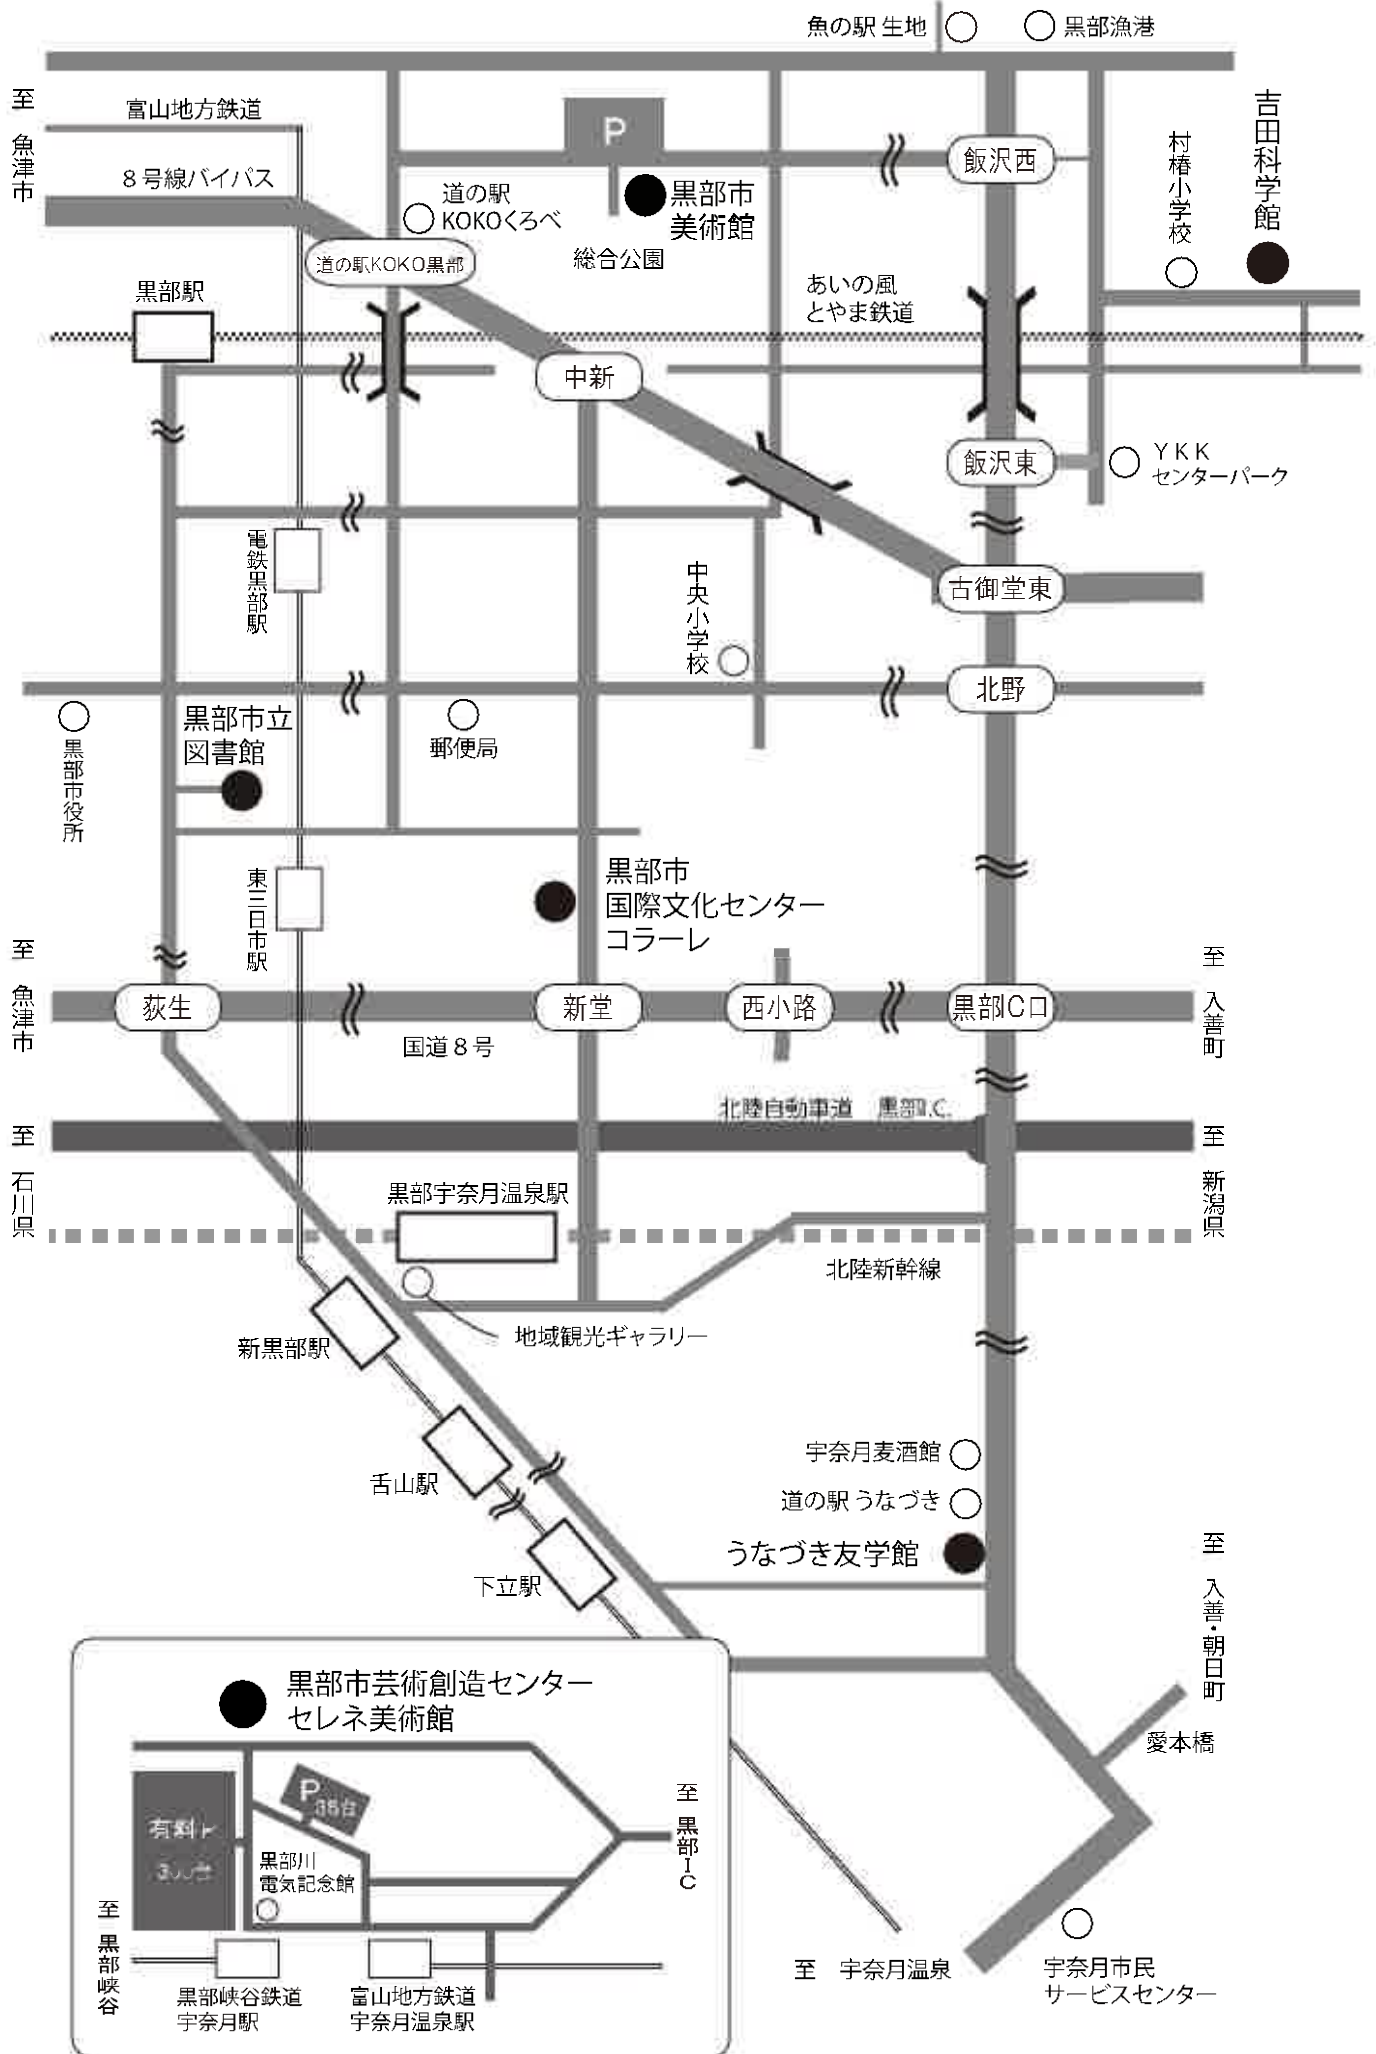 魚の駅 生地
黒部漁港
至 魚津市
富山地方鉄道
P
飯沢西
村椿小学校
吉田科学館
8号線バイパス
道の駅
KOKOくろべ
黒部市
美術館
総合公園
道の駅KOKO黒部
黒部駅
あいの風
とやま鉄道
中新
飯沢東
YKK
センターパーク
電鉄黒部駅
中央小学校
古御堂東
北野
黒部市役所
黒部市立
図書館
郵便局
東三日市駅
黒部市
国際文化センター
コラーレ
至 魚津市
至 入善町
荻生
新堂
西小路
黒部IC口
国道8号
北陸自動車道 黒部I.C.
至 石川県
至 新潟県
黒部宇奈月温泉駅
北陸新幹線
新黒部駅
地域観光ギャラリー
舌山駅
宇奈月麦酒館
道の駅 うなづき
うなづき友学館
下立駅
至 入善・朝日町
愛本橋
黒部市芸術創造センター
セレネ美術館
P
有料P
至 黒部IC
黒部川
電気記念館
至 黒部峡谷
黒部峡谷鉄道
宇奈月駅
富山地方鉄道
宇奈月温泉駅
至 宇奈月温泉
宇奈月市民
サービスセンター